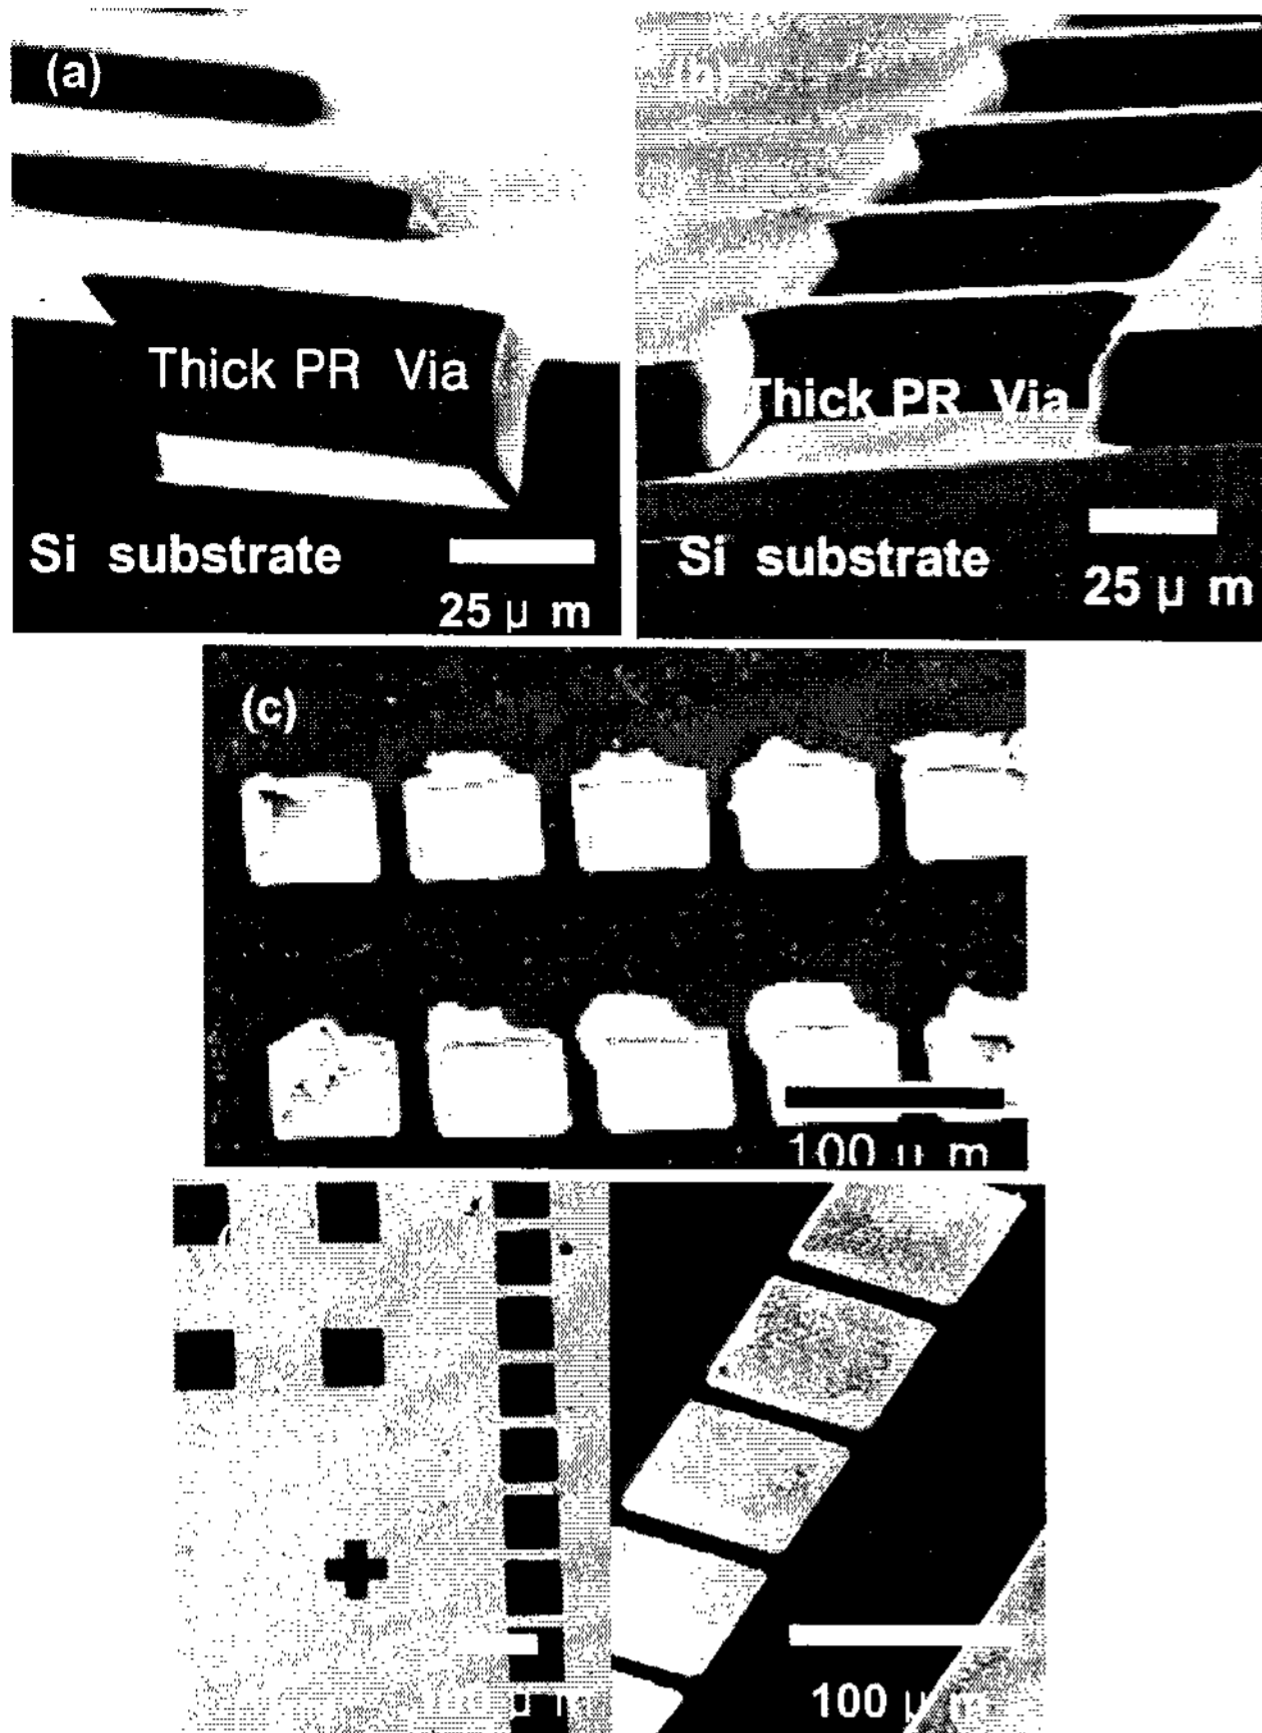 (a)
(b)
Thick PR Via
Thick PR Via
Si substrate
25 μ m
Si substrate
25 μ m
(c)
100 μ m
μ m
100 μ m